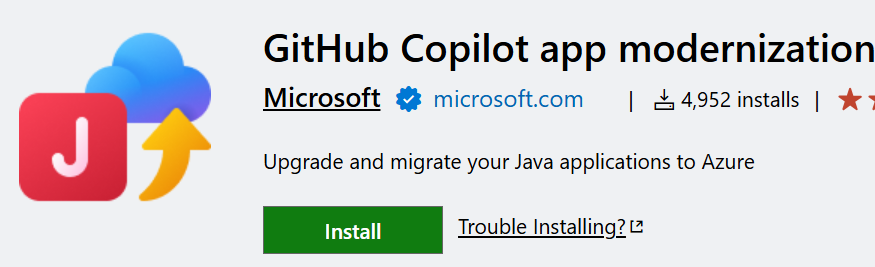 GitHub Copilot app modernization
Microsoft microsoft.com | 4,952 installs |
Upgrade and migrate your Java applications to Azure
Install Trouble Installing?
J